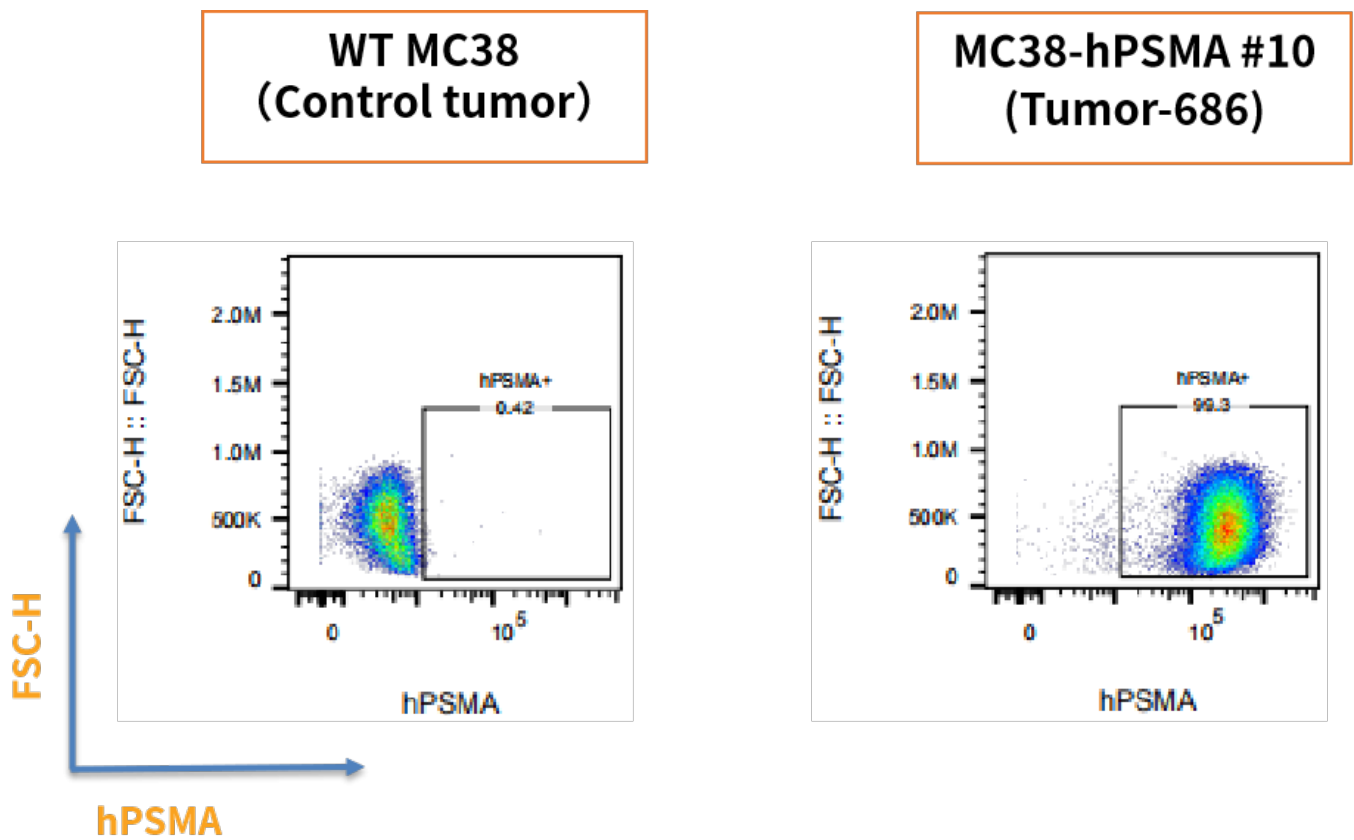 WT MC38
（Control tumor）
MC38-hPSMA #10
(Tumor-686)
FSC-H :: FSC-H
2.0M
1.5M
1.0M
500K
0
hPSMA+
0.42
0
10^5
hPSMA
FSC-H :: FSC-H
2.0M
1.5M
1.0M
500K
0
hPSMA+
99.3
0
10^5
hPSMA
FSC-H
hPSMA